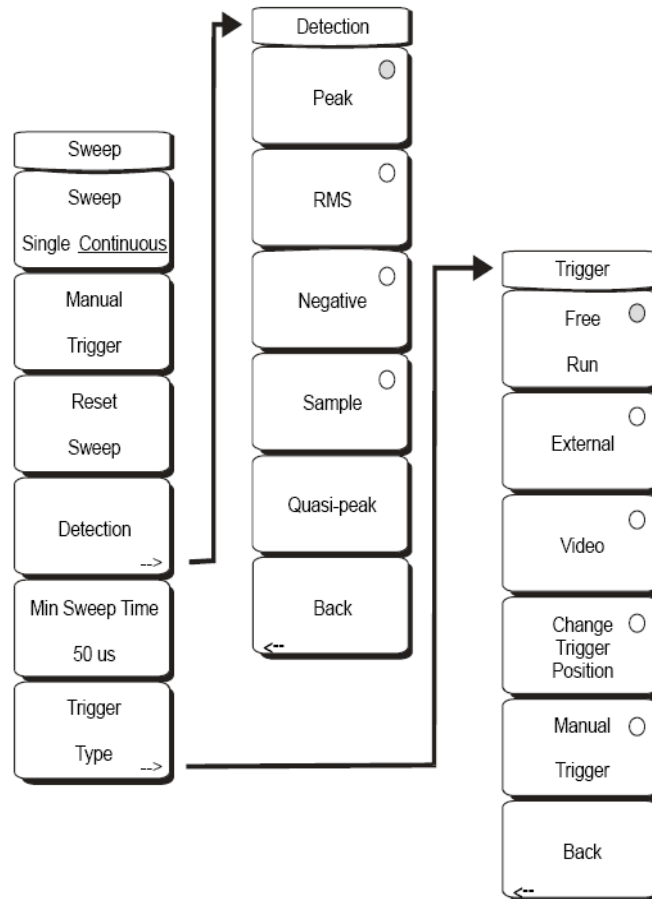 Sweep
Sweep
Single Continuous
Manual
Trigger
Reset
Sweep
Detection
-->
Min Sweep Time
50 us
Trigger
Type
-->
Detection
Peak
RMS
Negative
Sample
Quasi-peak
Back
<--
Trigger
Free
Run
External
Video
Change
Trigger
Position
Manual
Trigger
Back
<--